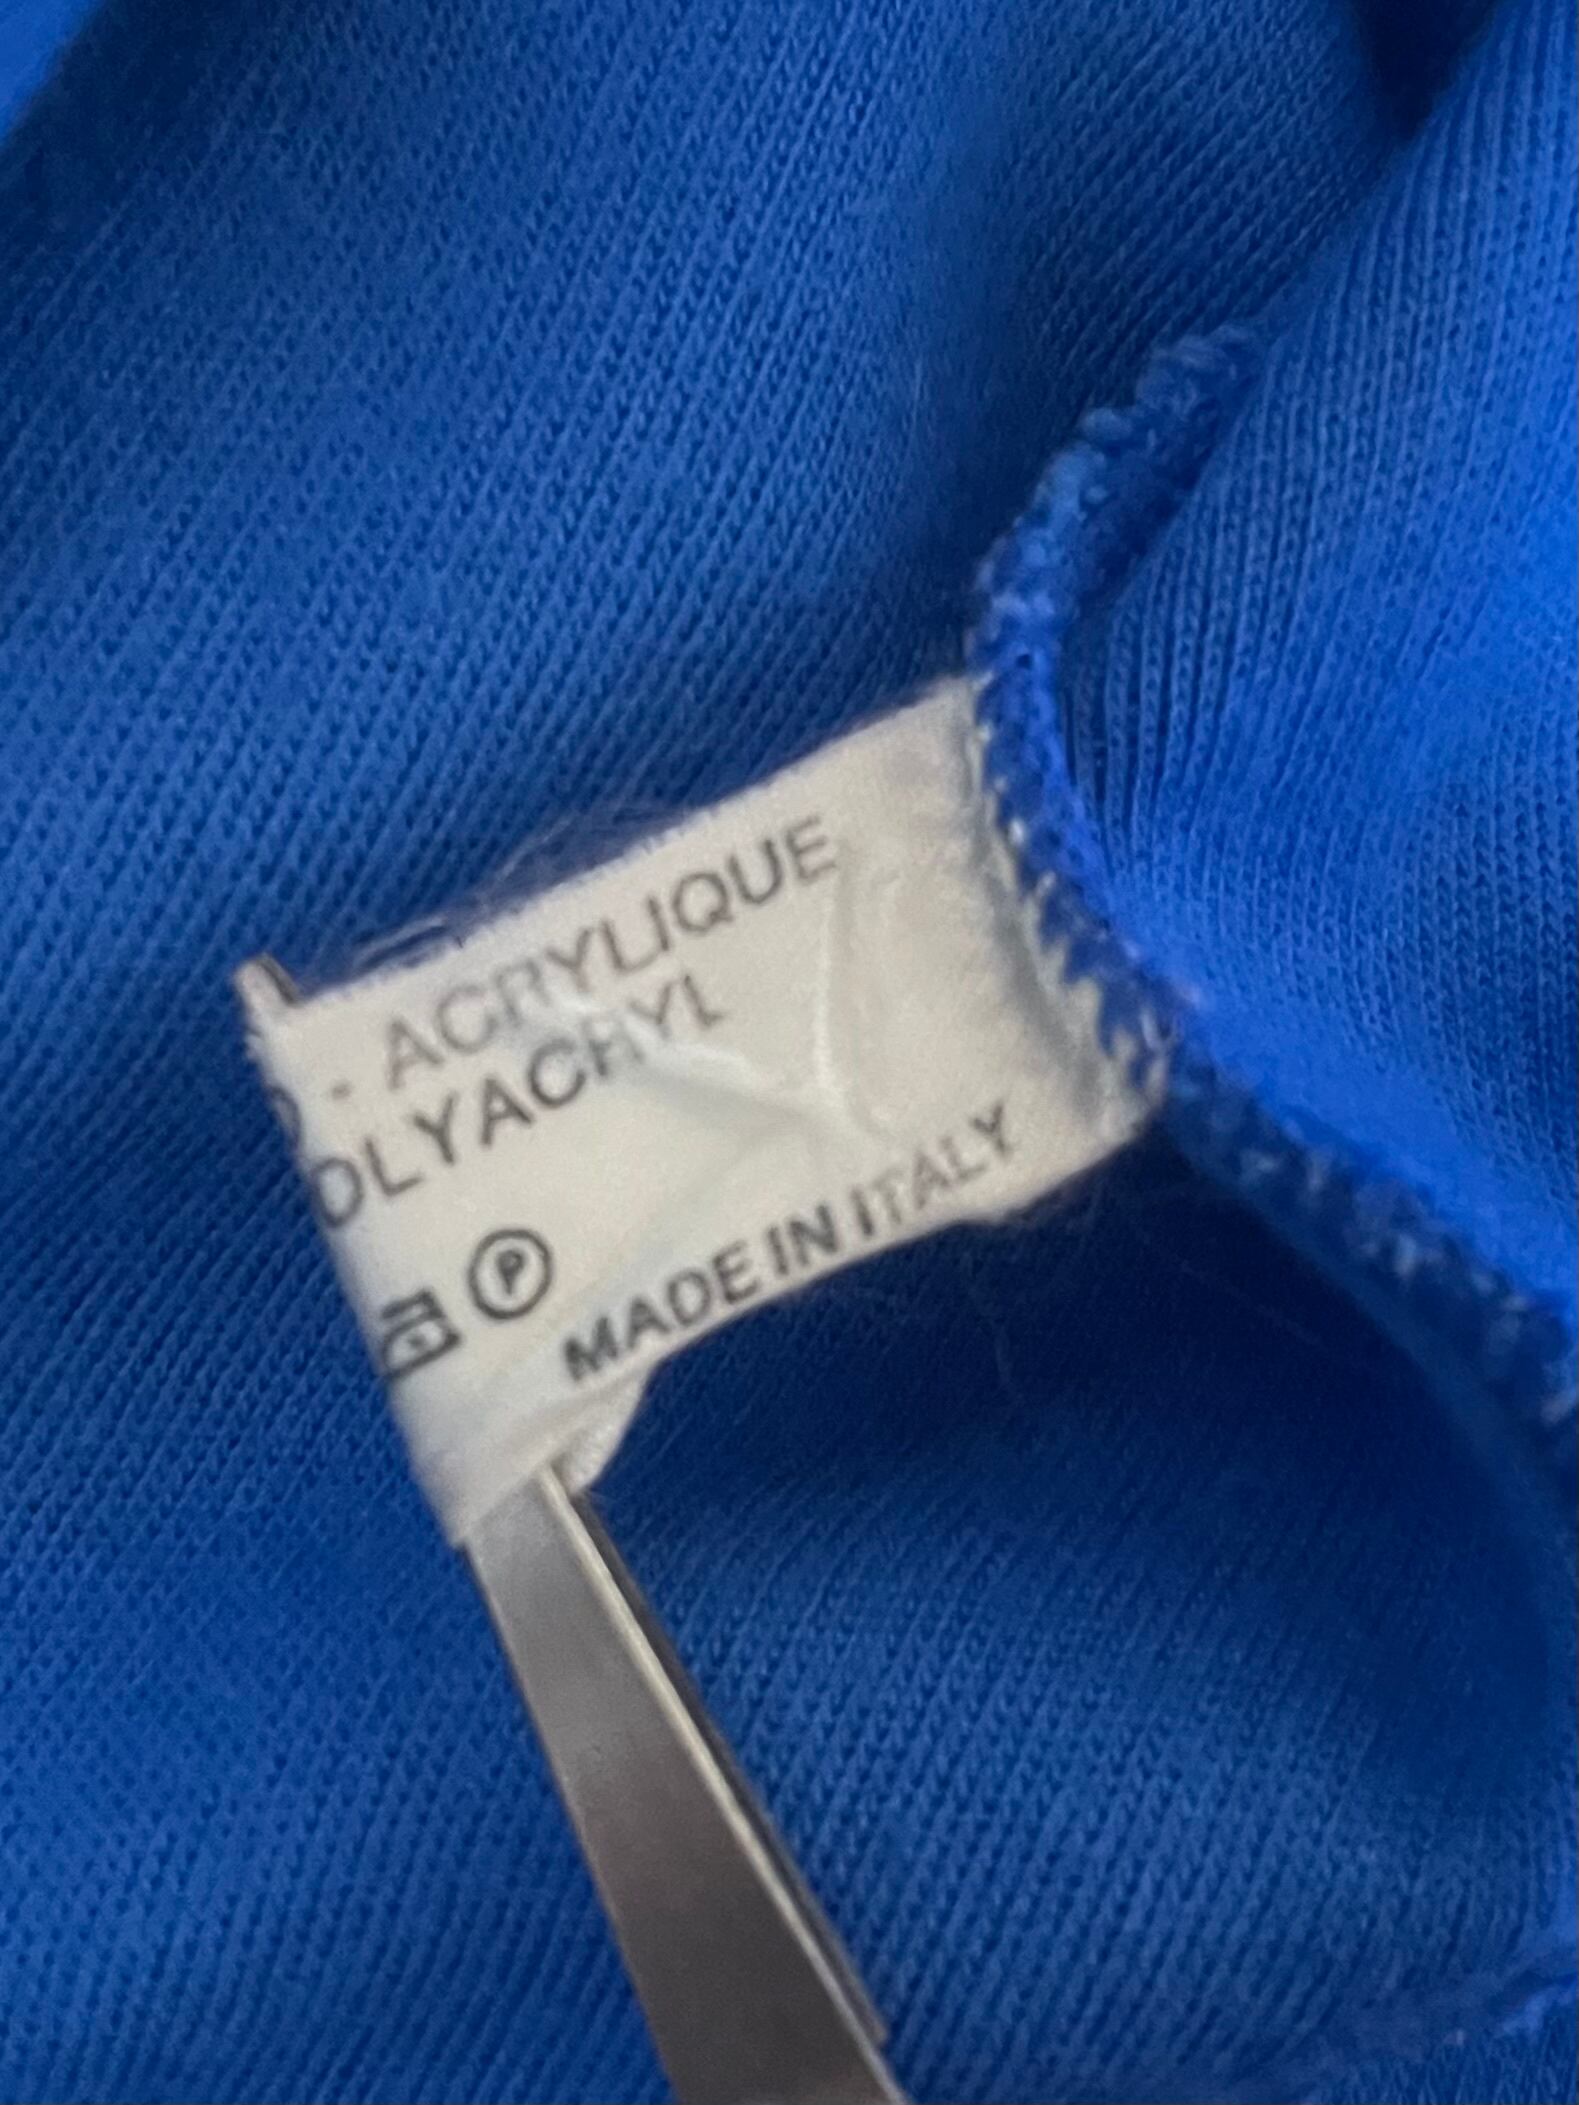 - ACRYLIQUE
OLYACRYL
P
MADE IN ITALY